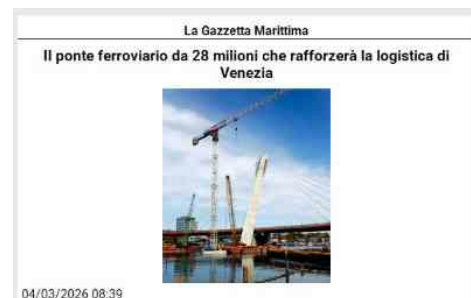 La Gazzetta Marittima
Il ponte ferroviario da 28 milioni che rafforzerà la logistica di
Venezia
04/03/2026 08:39